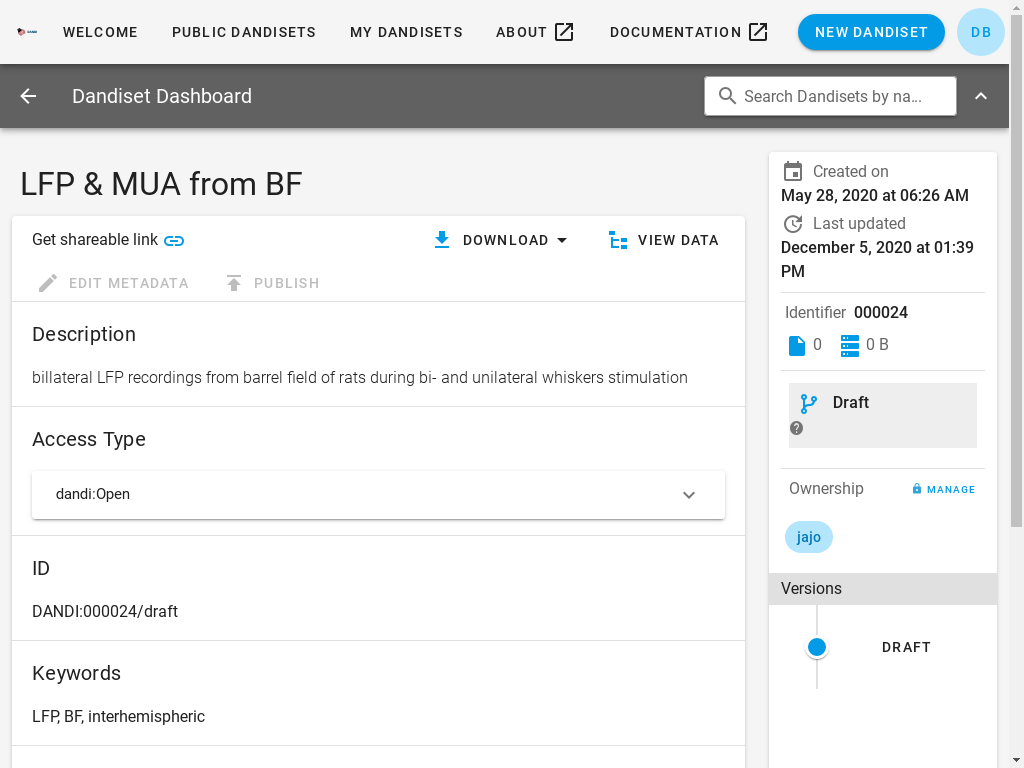 WELCOME PUBLIC DANDISETS MY DANDISETS ABOUT DOCUMENTATION NEW DANDISET DB
Dandiset Dashboard Search Dandisets by na...
LFP & MUA from BF
Get shareable link DOWNLOAD VIEW DATA
EDIT METADATA PUBLISH
Description
billateral LFP recordings from barrel field of rats during bi- and unilateral whiskers stimulation
Access Type
dandi:Open
ID
DANDI:000024/draft
Keywords
LFP, BF, interhemispheric
Created on
May 28, 2020 at 06:26 AM
Last updated
December 5, 2020 at 01:39
PM
Identifier 000024
0 0 B
Draft
Ownership MANAGE
jajo
Versions
DRAFT